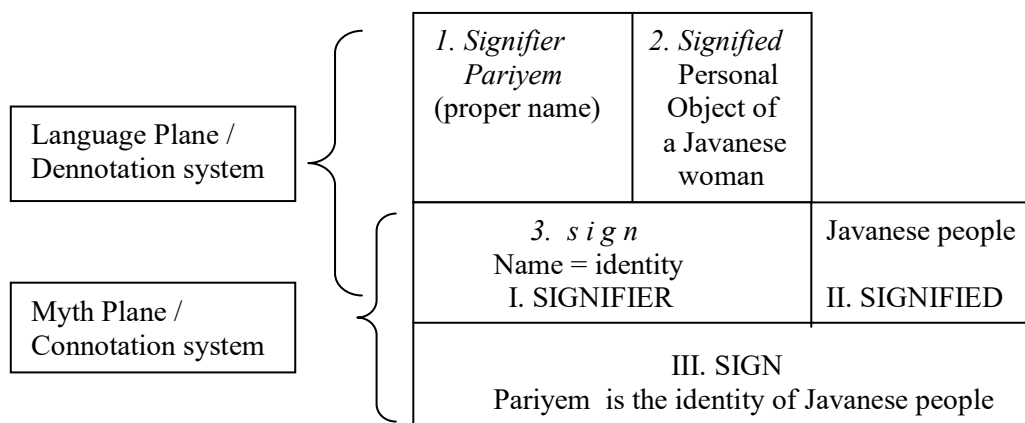 1. Signifier
Pariyem
(proper name)
2. Signified
Personal
Object of
a Javanese
woman
Language Plane /
Dennotation system
3. s i g n
Name = identity
I. SIGNIFIER
Javanese people
II. SIGNIFIED
Myth Plane /
Connotation system
III. SIGN
Pariyem is the identity of Javanese people